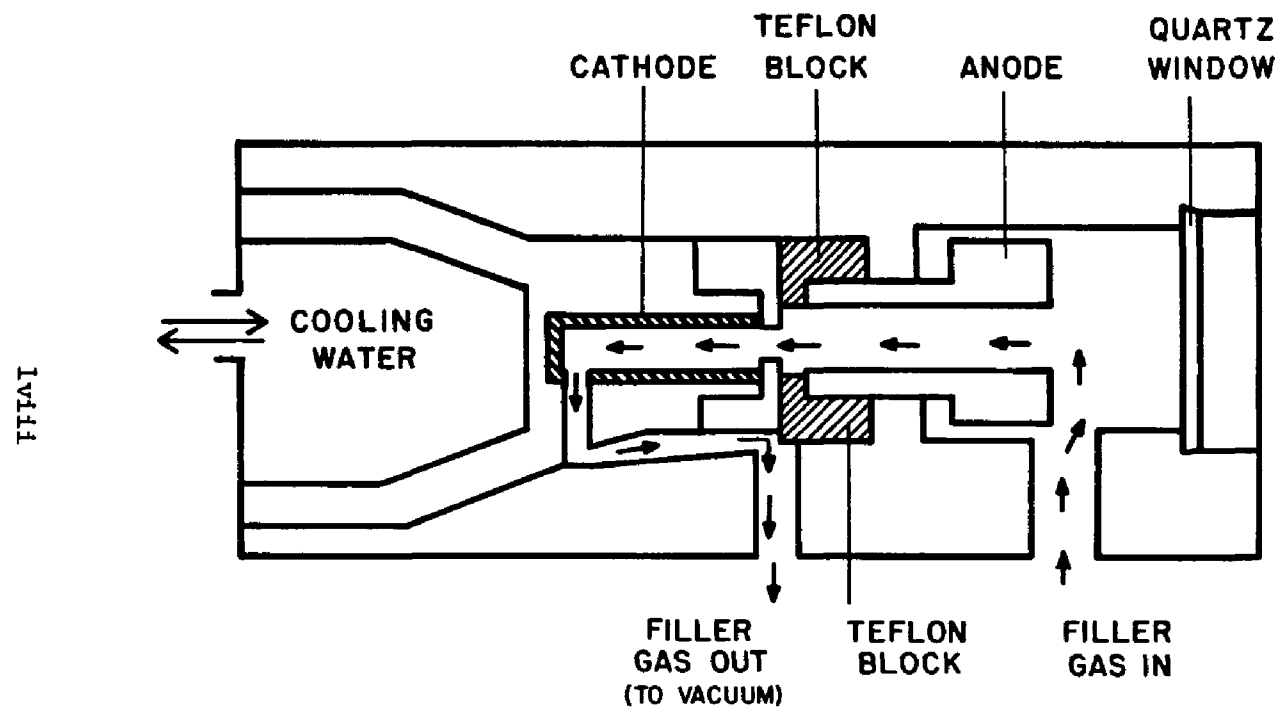 TEFLON
BLOCK
QUARTZ
WINDOW
CATHODE
ANODE
COOLING
WATER
FILLER
GAS OUT
(TO VACUUM)
TEFLON
BLOCK
FILLER
GAS IN